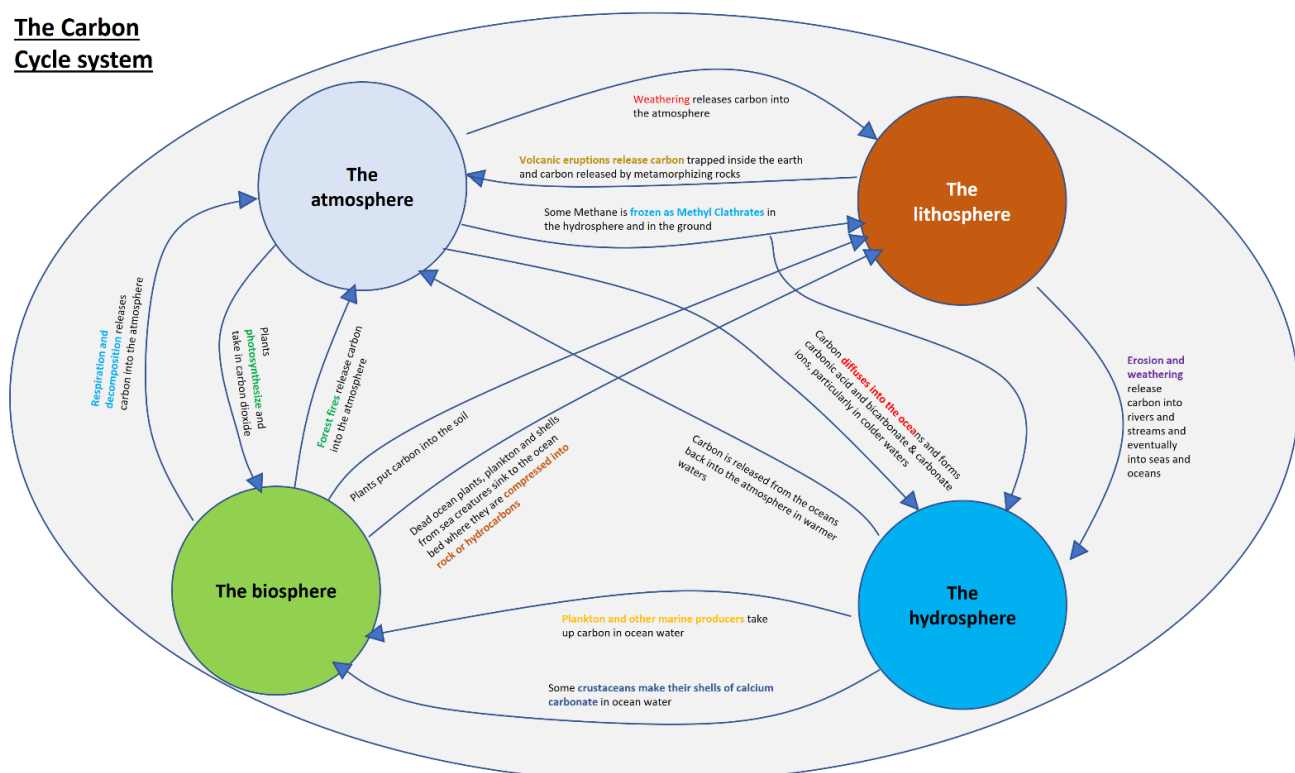 The Carbon
Cycle system
Weathering releases carbon into
the atmosphere
The
atmosphere
Volcanic eruptions release carbon trapped inside the earth
and carbon released by metamorphizing rocks
The
lithosphere
Some Methane is frozen as Methyl Clathrates in
the hydrosphere and in the ground
Respiration and
decomposition releases
carbon into the atmosphere
Plants
photosynthesize and
take in carbon dioxide
Forest fires release carbon
into the atmosphere
Plants put carbon into the soil
Dead ocean plants, plankton and shells
from sea creatures sink to the ocean
bed where they are compressed into
rock or hydrocarbons
Carbon diffuses into the oceans and forms
carbonic acid and bicarbonate & carbonate
ions, particularly in colder waters
Carbon is released from the oceans
back into the atmosphere in warmer
waters
Erosion and
weathering
release
carbon into
rivers and
streams and
eventually
into seas and
oceans
The biosphere
The
hydrosphere
Plankton and other marine producers take
up carbon in ocean water
Some crustaceans make their shells of calcium
carbonate in ocean water